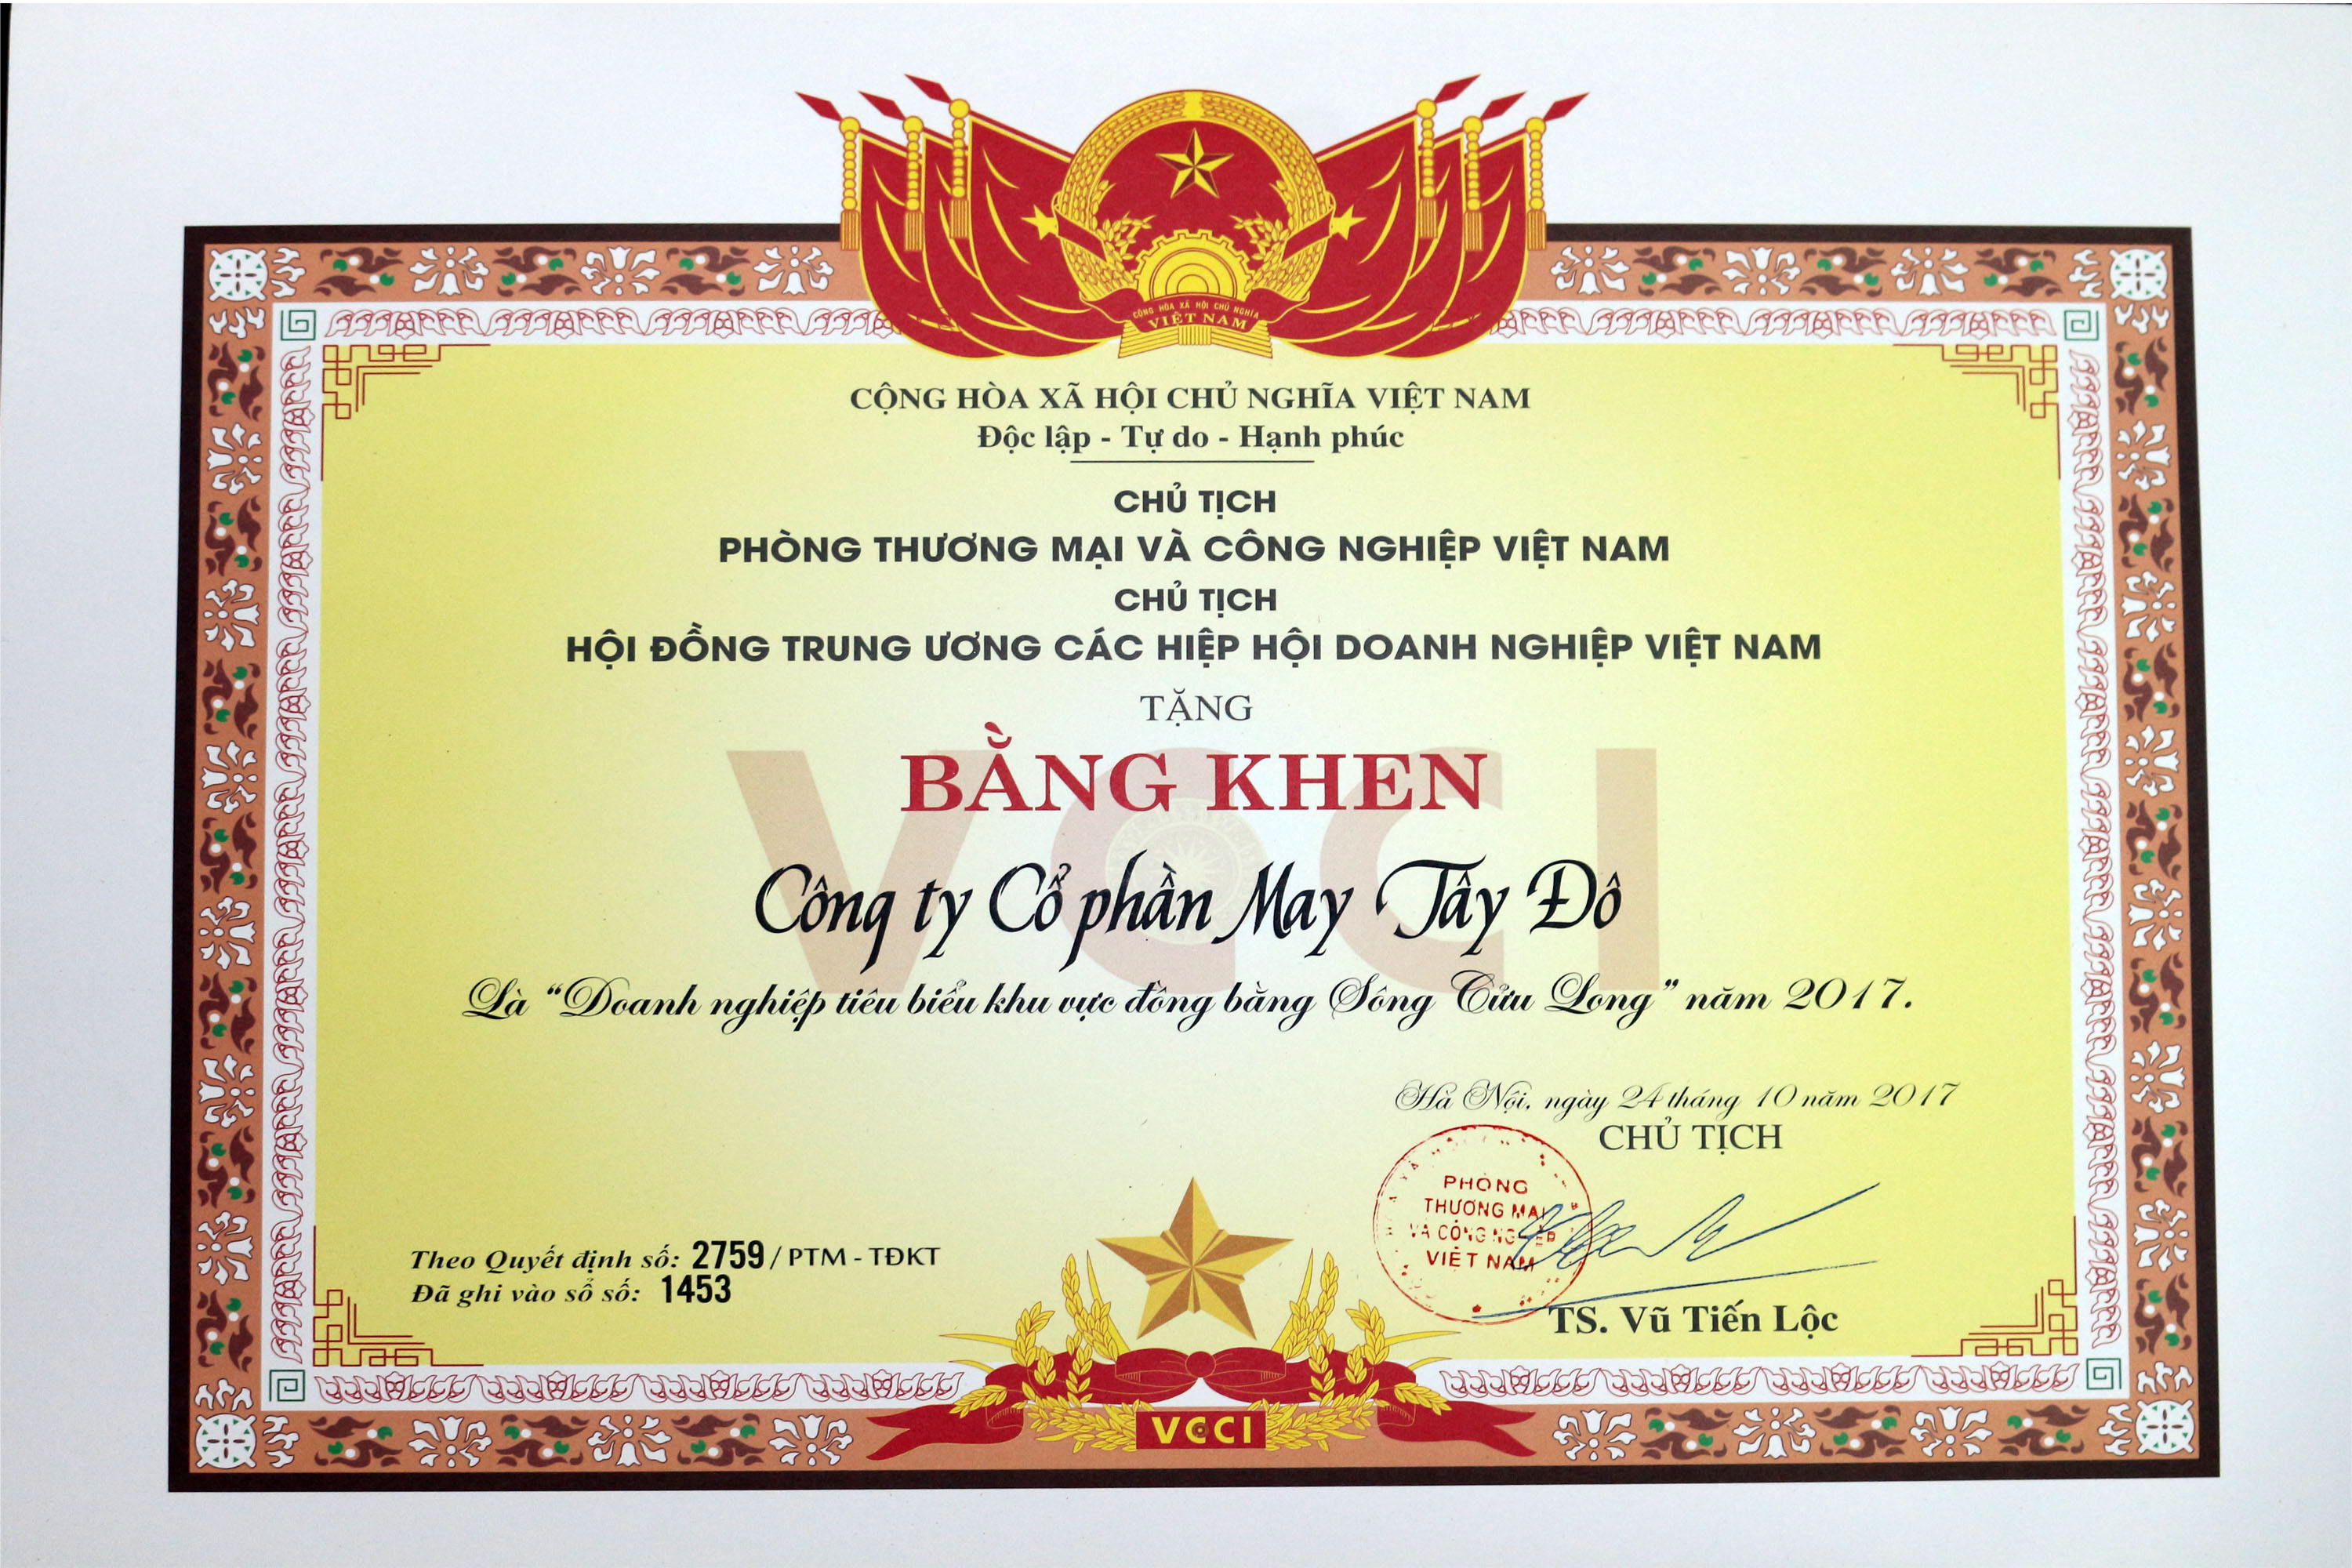 CỘNG HÒA XÃ HỘI CHỦ NGHĨA
VIỆT NAM
CỘNG HÒA XÃ HỘI CHỦ NGHĨA VIỆT NAM
Độc lập - Tự do - Hạnh phúc
CHỦ TỊCH
PHÒNG THƯƠNG MẠI VÀ CÔNG NGHIỆP VIỆT NAM
CHỦ TỊCH
HỘI ĐỒNG TRUNG ƯƠNG CÁC HIỆP HỘI DOANH NGHIỆP VIỆT NAM
TẶNG
BẰNG KHEN
VCCI
Công ty Cổ phần May Tây Đô
Là “Doanh nghiệp tiêu biểu khu vực đồng bằng Sông Cửu Long” năm 2017.
Hà Nội, ngày 24 tháng 10 năm 2017
CHỦ TỊCH
PHÒNG
THƯƠNG MẠI
VÀ CÔNG NGHIỆP
VIỆT NAM
TS. Vũ Tiến Lộc
Theo Quyết định số: 2759 / PTM - TĐKT
Đã ghi vào sổ số: 1453
VCCI